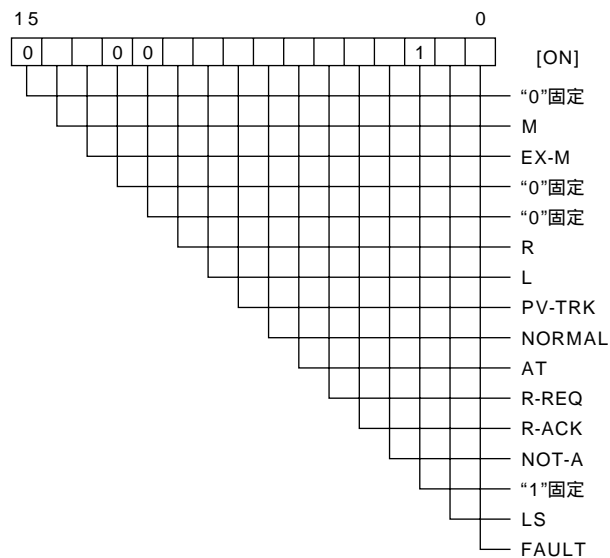 15 0
0 0 0 1 [ON]
“0”固定
M
EX-M
“0”固定
“0”固定
R
L
PV-TRK
NORMAL
AT
R-REQ
R-ACK
NOT-A
“1”固定
LS
FAULT